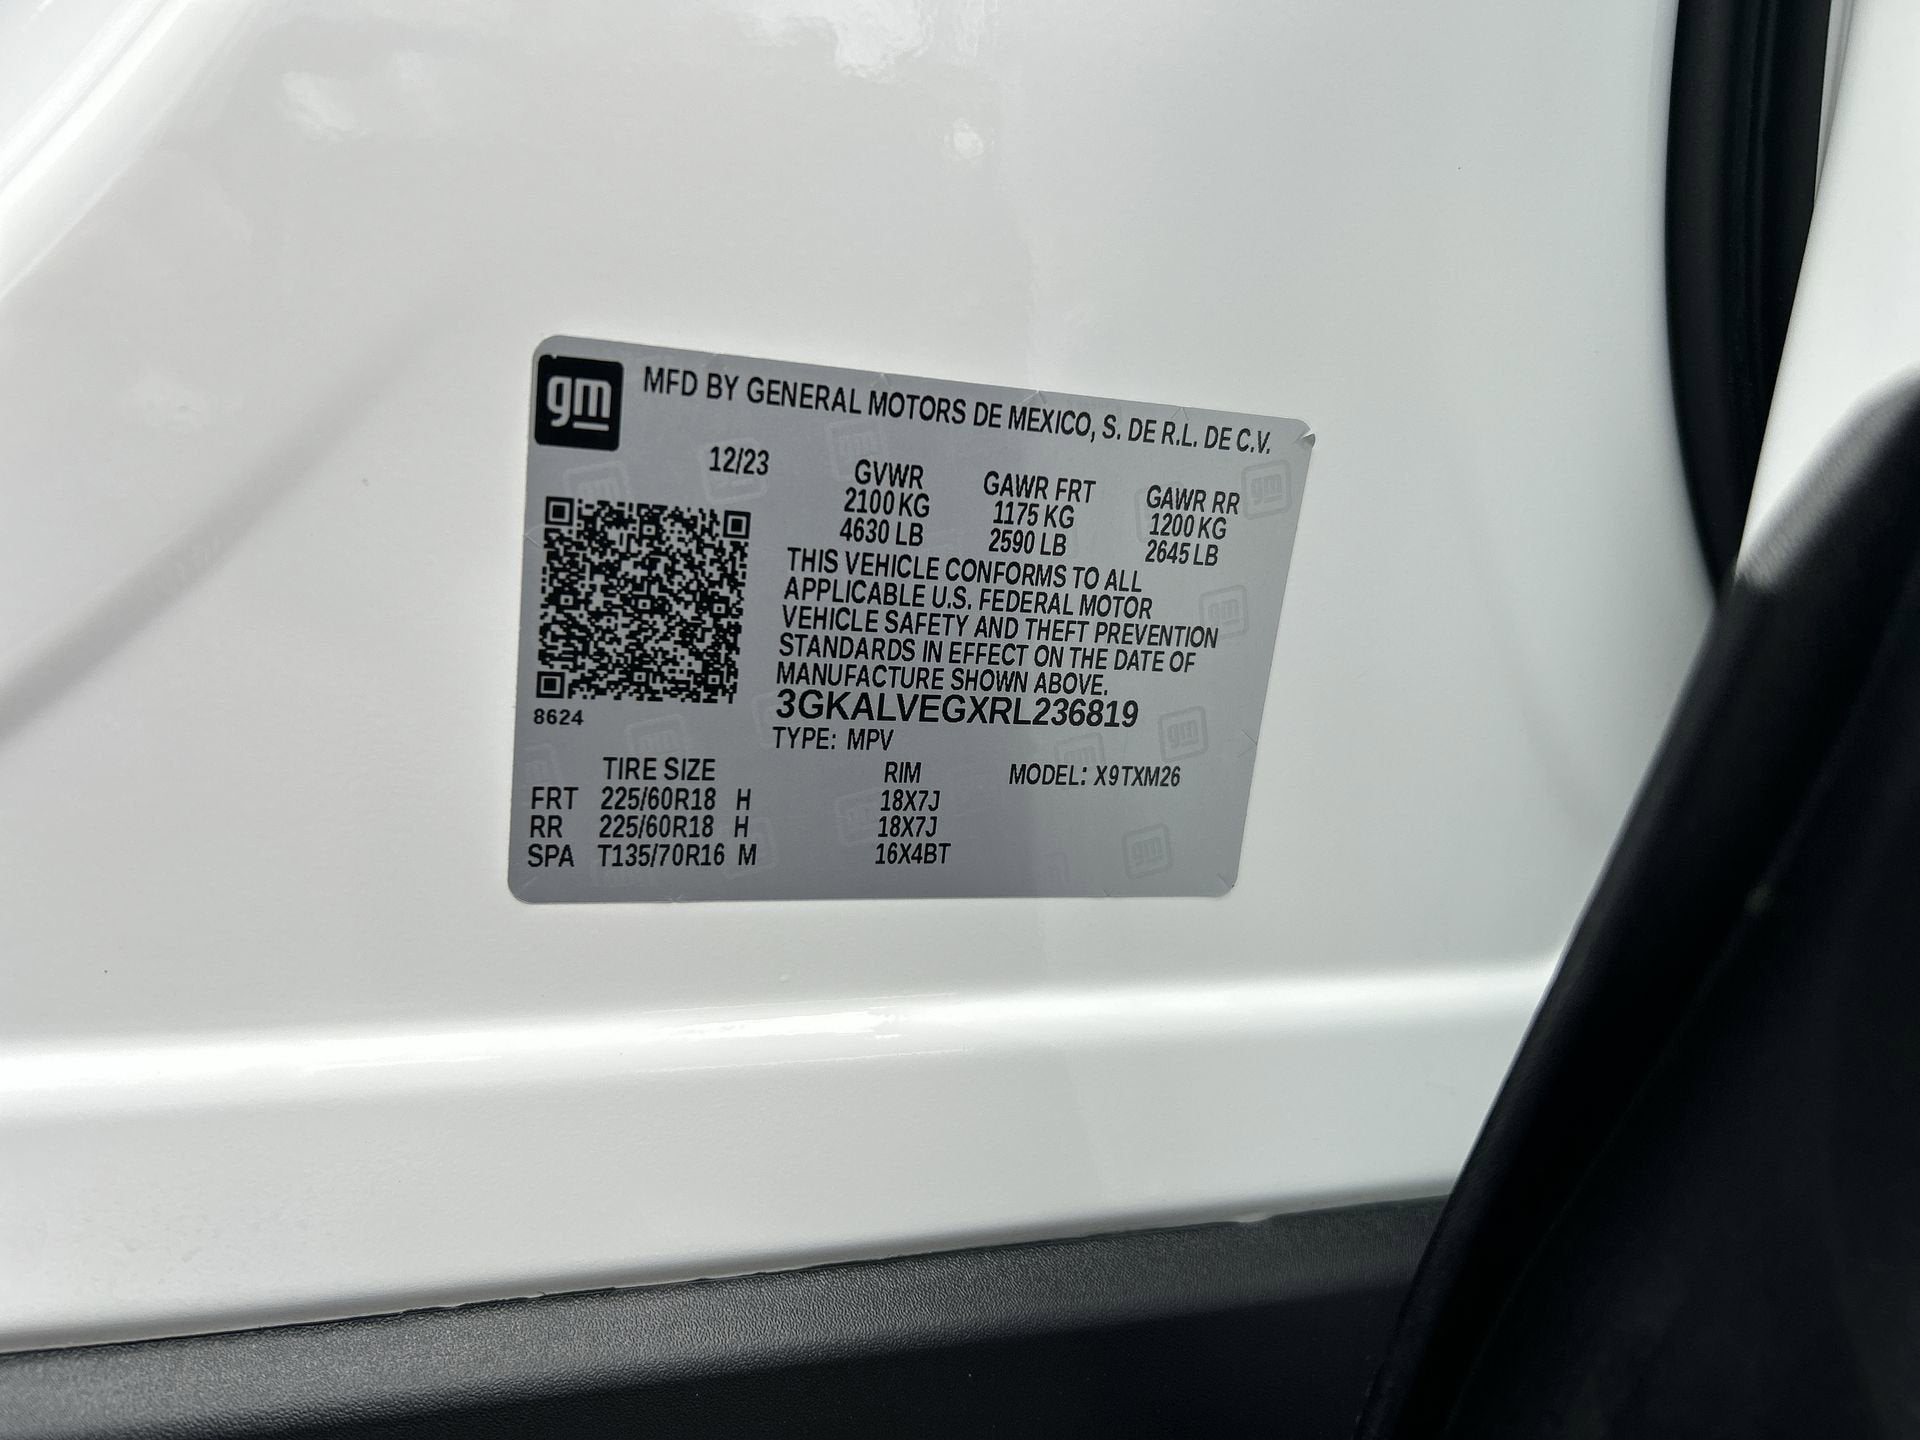 gm MFD BY GENERAL MOTORS DE MEXICO, S. DE R.L. DE C.V.
12/23 GVWR GAWR FRT GAWR RR
2100 KG 1175 KG 1200 KG
4630 LB 2590 LB 2645 LB
THIS VEHICLE CONFORMS TO ALL
APPLICABLE U.S. FEDERAL MOTOR
VEHICLE SAFETY AND THEFT PREVENTION
STANDARDS IN EFFECT ON THE DATE OF
MANUFACTURE SHOWN ABOVE.
3GKALVEGXRL236819
8624
TYPE: MPV
TIRE SIZE RIM MODEL: X9TXM26
FRT 225/60R18 H 18X7J
RR 225/60R18 H 18X7J
SPA T135/70R16 M 16X4BT